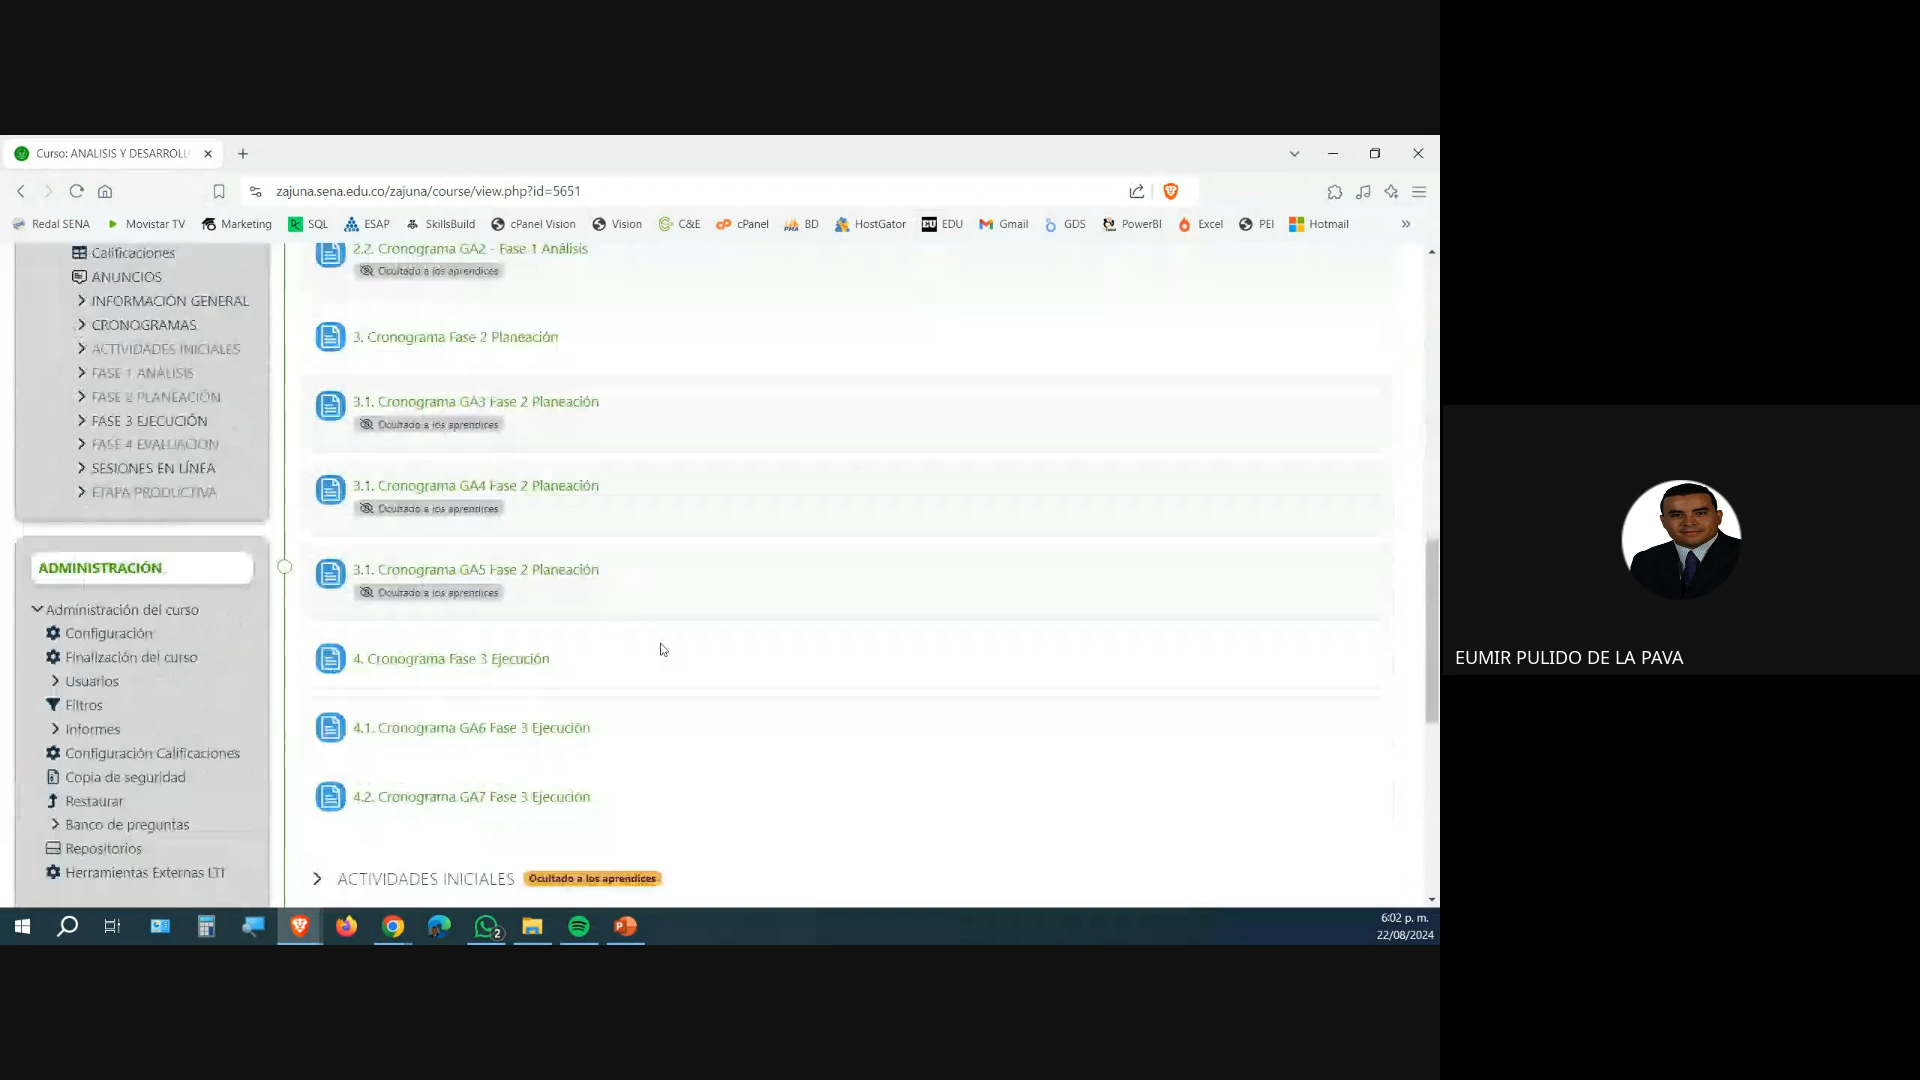 Curso: ANALISIS Y DESARROLL
zajuna.sena.edu.co/zajuna/course/view.php?id=5651
Redal SENA Movistar TV Marketing SQL ESAP SkillsBuild cPanel Vision Vision C&E cPanel BD HostGator EDU Gmail GDS PowerBI Excel PEI Hotmail »
Calificaciones
ANUNCIOS
INFORMACIÓN GENERAL
CRONOGRAMAS
ACTIVIDADES INICIALES
FASE 1 ANÁLISIS
FASE 2 PLANEACIÓN
FASE 3 EJECUCIÓN
FASE 4 EVALUACIÓN
SESIONES EN LÍNEA
ETAPA PRODUCTIVA
ADMINISTRACIÓN
Administración del curso
Configuración
Finalización del curso
Usuarios
Filtros
Informes
Configuración Calificaciones
Copia de seguridad
Restaurar
Banco de preguntas
Repositorios
Herramientas Externas LTI
2.2. Cronograma GA2 - Fase 1 Análisis
Ocultado a los aprendices
3. Cronograma Fase 2 Planeación
3.1. Cronograma GA3 Fase 2 Planeación
Ocultado a los aprendices
3.1. Cronograma GA4 Fase 2 Planeación
Ocultado a los aprendices
3.1. Cronograma GA5 Fase 2 Planeación
Ocultado a los aprendices
4. Cronograma Fase 3 Ejecución
4.1. Cronograma GA6 Fase 3 Ejecución
4.2. Cronograma GA7 Fase 3 Ejecución
ACTIVIDADES INICIALES Ocultado a los aprendices
2
6:02 p. m.
22/08/2024
EUMIR PULIDO DE LA PAVA